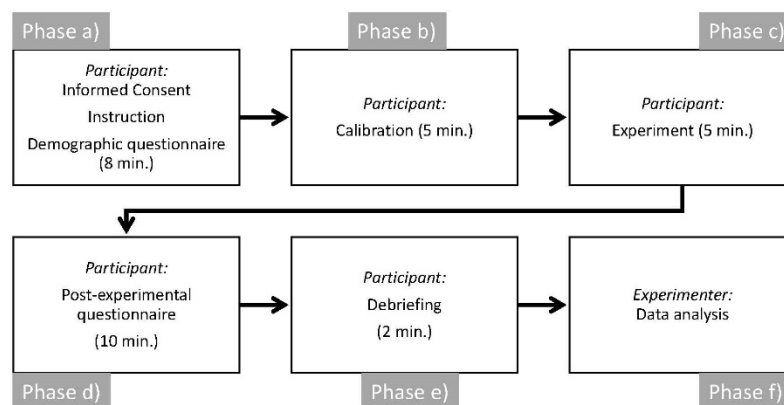 Phase a)
Participant:
Informed Consent
Instruction
Demographic questionnaire
(8 min.)
Phase b)
Participant:
Calibration (5 min.)
Phase c)
Participant:
Experiment (5 min.)
Participant:
Post-experimental
questionnaire
(10 min.)
Phase d)
Participant:
Debriefing
(2 min.)
Phase e)
Experimenter:
Data analysis
Phase f)